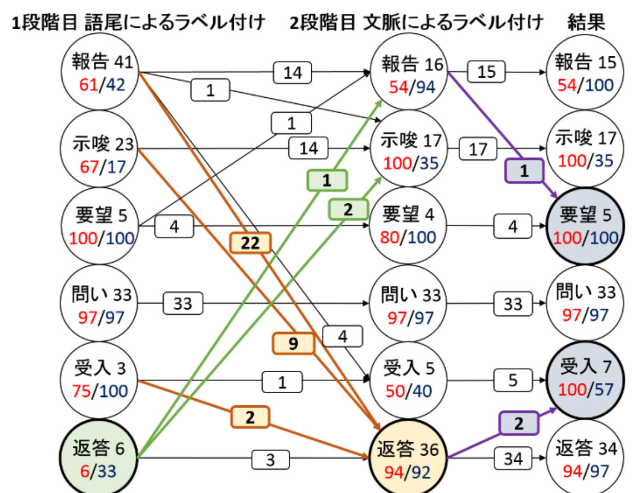 1段階目 語尾によるラベル付け 2段階目 文脈によるラベル付け 結果
報告 41
61/42
14
報告 16
54/94
15
報告 15
54/100
1
1
示唆 23
67/17
14
示唆 17
100/35
17
示唆 17
100/35
1
1
2
要望 5
100/100
4
要望 4
80/100
4
要望 5
100/100
22
問い 33
97/97
33
問い 33
97/97
33
問い 33
97/97
9
4
受入 3
75/100
1
受入 5
50/40
5
受入 7
100/57
2
2
返答 6
6/33
3
返答 36
94/92
34
返答 34
94/97